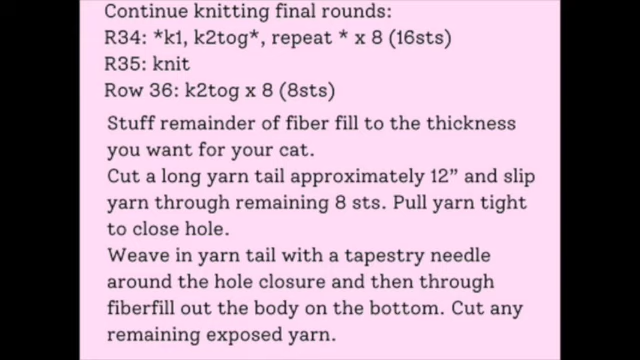 Continue knitting final rounds:
R34: *k1, k2tog*, repeat * x 8 (16sts)
R35: knit
Row 36: k2tog x 8 (8sts)
Stuff remainder of fiber fill to the thickness
you want for your cat.
Cut a long yarn tail approximately 12” and slip
yarn through remaining 8 sts. Pull yarn tight
to close hole.
Weave in yarn tail with a tapestry needle
around the hole closure and then through
fiberfill out the body on the bottom. Cut any
remaining exposed yarn.